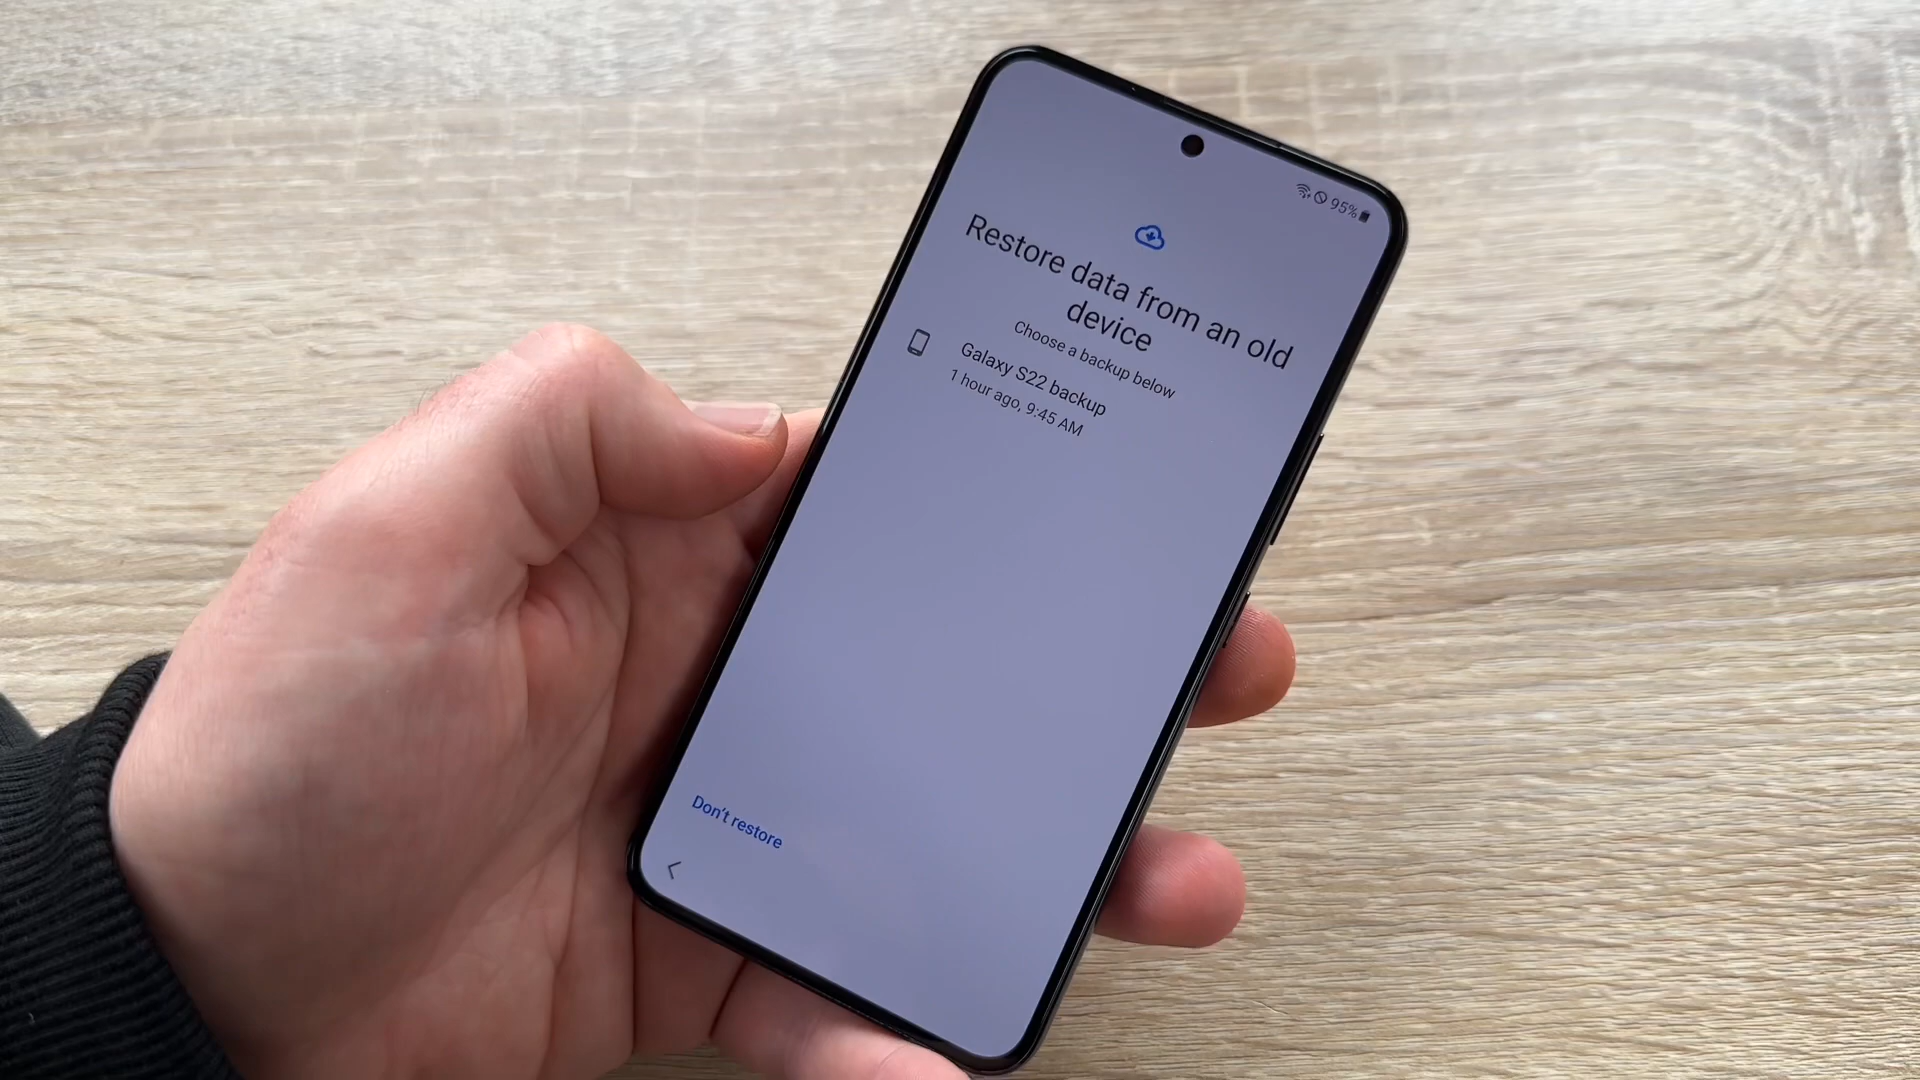 95%
Restore data from an old
device
Choose a backup below
Galaxy S22 backup
1 hour ago, 9:45 AM
Don't restore